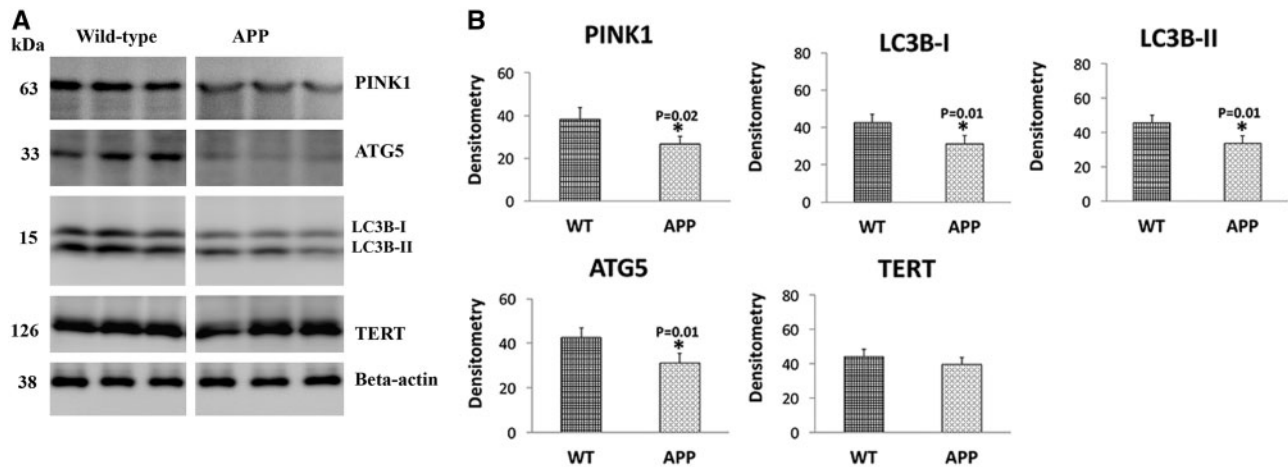 A
kDa
Wild-type APP
63 PINK1
33 ATG5
15 LC3B-I
LC3B-II
126 TERT
38 Beta-actin
B
PINK1
Densitometry
60
40
20
0
P=0.02
*
WT APP
LC3B-I
Densitometry
80
60
40
20
0
P=0.01
*
WT APP
LC3B-II
Densitometry
80
60
40
20
0
P=0.01
*
WT APP
ATG5
Densitometry
60
40
20
0
P=0.01
*
WT APP
TERT
Densitometry
80
60
40
20
0
WT APP